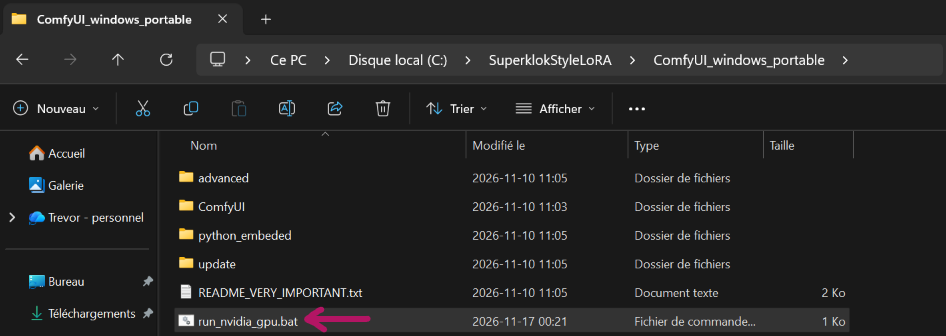 ComfyUI_windows_portable
Ce PC > Disque local (C:) > SuperklokStyleLoRA > ComfyUI_windows_portable >
Nouveau Trier Afficher
Nom Modifié le Type Taille
Accueil
Galerie
Trevor - personnel
Bureau
Téléchargements
advanced 2026-11-10 11:05 Dossier de fichiers
ComfyUI 2026-11-10 11:03 Dossier de fichiers
python_embeded 2026-11-10 11:05 Dossier de fichiers
update 2026-11-10 11:05 Dossier de fichiers
README_VERY_IMPORTANT.txt 2026-11-10 11:05 Document texte 2 Ko
run_nvidia_gpu.bat 2026-11-17 00:21 Fichier de commande... 1 Ko